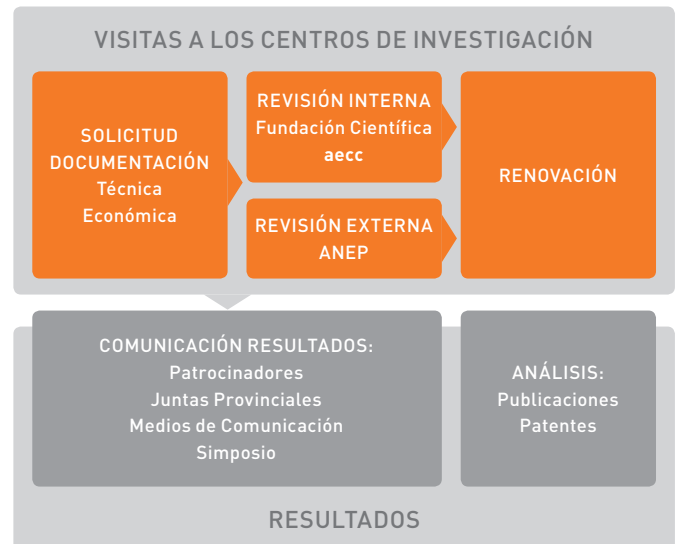 VISITAS A LOS CENTROS DE INVESTIGACIÓN
SOLICITUD
DOCUMENTACIÓN
Técnica
Económica
REVISIÓN INTERNA
Fundación Científica
aecc
REVISIÓN EXTERNA
ANEP
RENOVACIÓN
COMUNICACIÓN RESULTADOS:
Patrocinadores
Juntas Provinciales
Medios de Comunicación
Simposio
ANÁLISIS:
Publicaciones
Patentes
RESULTADOS